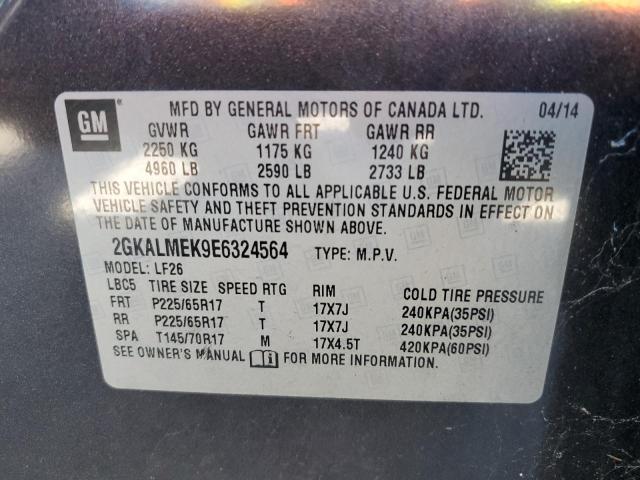 GM
MFD BY GENERAL MOTORS OF CANADA LTD. 04/14
GVWR GAWR FRT GAWR RR
2250 KG 1175 KG 1240 KG
4960 LB 2590 LB 2733 LB
THIS VEHICLE CONFORMS TO ALL APPLICABLE U.S. FEDERAL MOTOR
VEHICLE SAFETY AND THEFT PREVENTION STANDARDS IN EFFECT ON
THE DATE OF MANUFACTURE SHOWN ABOVE.
2GKALMEK9E6324564 TYPE: M.P.V.
MODEL: LF26
LBC5 TIRE SIZE SPEED RTG RIM COLD TIRE PRESSURE
FRT P225/65R17 T 17X7J 240KPA(35PSI)
RR P225/65R17 T 17X7J 240KPA(35PSI)
SPA T145/70R17 M 17X4.5T 420KPA(60PSI)
SEE OWNER'S MANUAL FOR MORE INFORMATION.